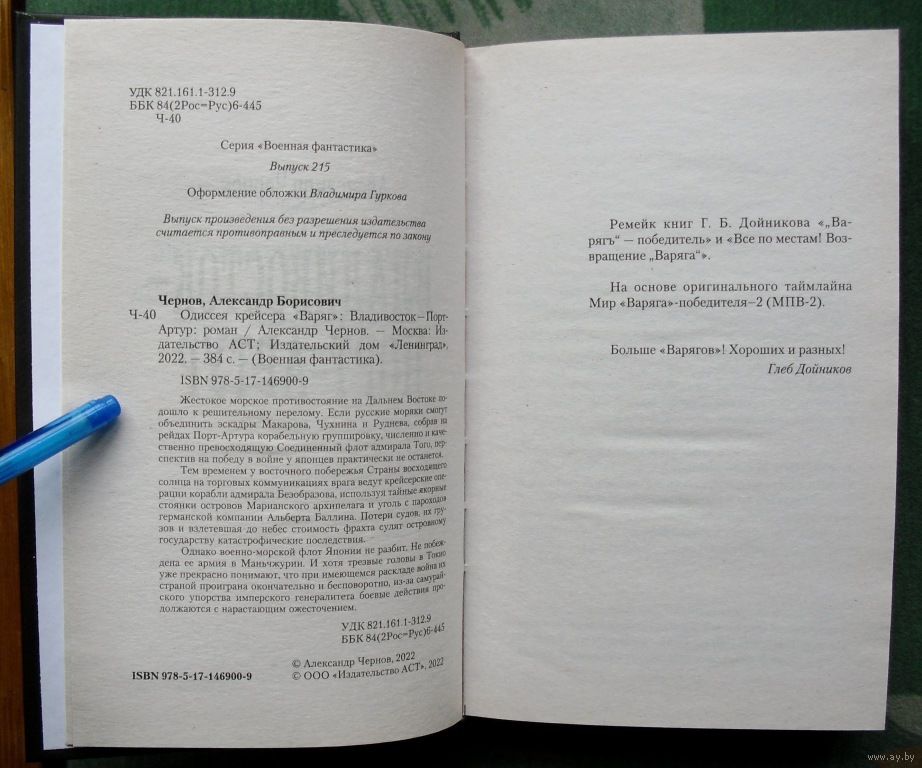 УДК 821.161.1-312.9
ББК 84(2Рос=Рус)6-445
Ч-40
Серия «Военная фантастика»
Выпуск 215
Оформление обложки Владимира Гуркова
Выпуск произведения без разрешения издательства
считается противоправным и преследуется по закону
Чернов, Александр Борисович
Ч-40 Одиссея крейсера «Варяг»: Владивосток—Порт-
Артур: роман / Александр Чернов. — Москва: Из-
дательство АСТ; Издательский дом «Ленинград»,
2022. — 384 с. — (Военная фантастика).
ISBN 978-5-17-146900-9
Жестокое морское противостояние на Дальнем Востоке по-
дошло к решительному перелому. Если русские моряки смогут
объединить эскадры Макарова, Чухнина и Руднева, собрав на
рейдах Порт-Артура корабельную группировку, численно и каче-
ственно превосходящую Соединенный флот адмирала Того, пер-
спектив на победу в войне у японцев практически не останется.
Тем временем у восточного побережья Страны восходящего
солнца на торговых коммуникациях врага ведут крейсерские опе-
рации корабли адмирала Безобразова, используя тайные якорные
стоянки островов Марианского архипелага и уголь с пароходов
германской компании Альберта Баллина. Потери судов, их гру-
зов и взлетевшая до небес стоимость фрахта сулят островному
государству катастрофические последствия.
Однако военно-морской флот Японии не разбит. Не побеж-
дена ее армия в Маньчжурии. И хотя трезвые головы в Токио
уже прекрасно понимают, что при имеющемся раскладе война их
страной проиграна окончательно и бесповоротно, из-за самурай-
ского упорства имперского генералитета боевые действия про-
должаются с нарастающим ожесточением.
УДК 821.161.1-312.9
ББК 84(2Рос=Рус)6-445
© Александр Чернов, 2022
ISBN 978-5-17-146900-9 © ООО «Издательство АСТ», 2022
Ремейк книг Г. Б. Дойникова «„Ва-
рягъ“ — победитель» и «Все по местам! Воз-
вращение „Варяга“».
На основе оригинального таймлайна
Мир «Варяга»-победителя—2 (МПВ-2).
Больше «Варягов»! Хороших и разных!
Глеб Дойников
www.ay.by